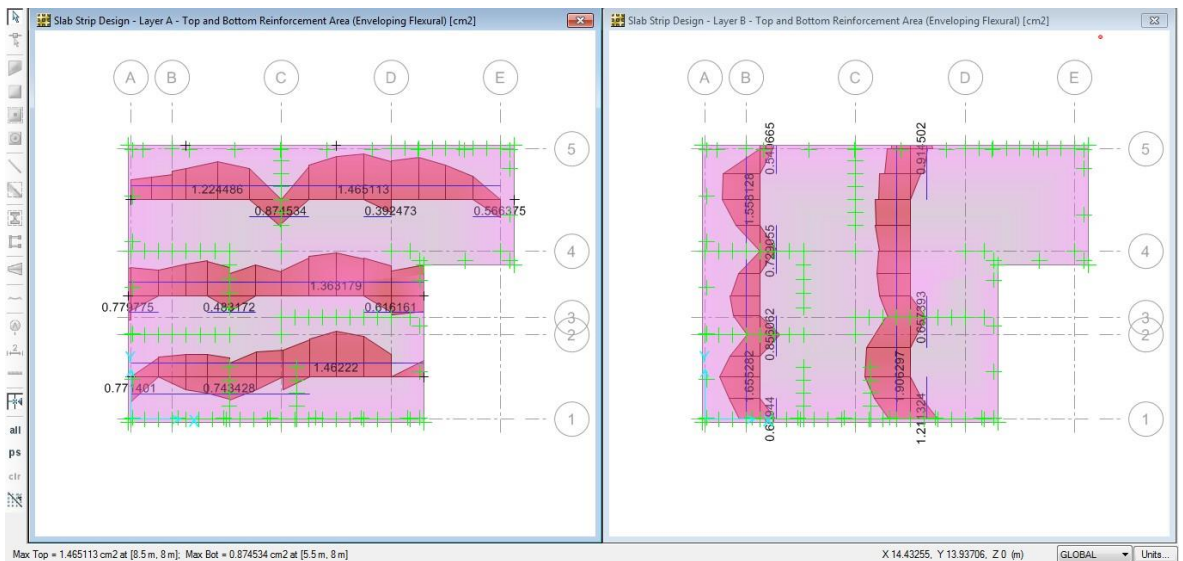 Slab Strip Design - Layer A - Top and Bottom Reinforcement Area (Enveloping Flexural) [cm2]
A B C D E
5
1.224486 1.465113
0.874534 0.392473 0.566375
4
1.363179
0.779775 0.483172 0.616161
3
2
1.46222
0.771401 0.743428
1
X
Slab Strip Design - Layer B - Top and Bottom Reinforcement Area (Enveloping Flexural) [cm2]
A B C D E
5
0.540665 0.914502
1.558128
4
0.729055
3
0.657393
2
0.856062
1.655282 1.906297
1.211324
1
all
ps
clr
Max Top = 1.465113 cm2 at [8.5 m, 8 m]; Max Bot = 0.874534 cm2 at [5.5 m, 8 m]
X 14.43255, Y 13.93706, Z 0 (m)
GLOBAL
Units...